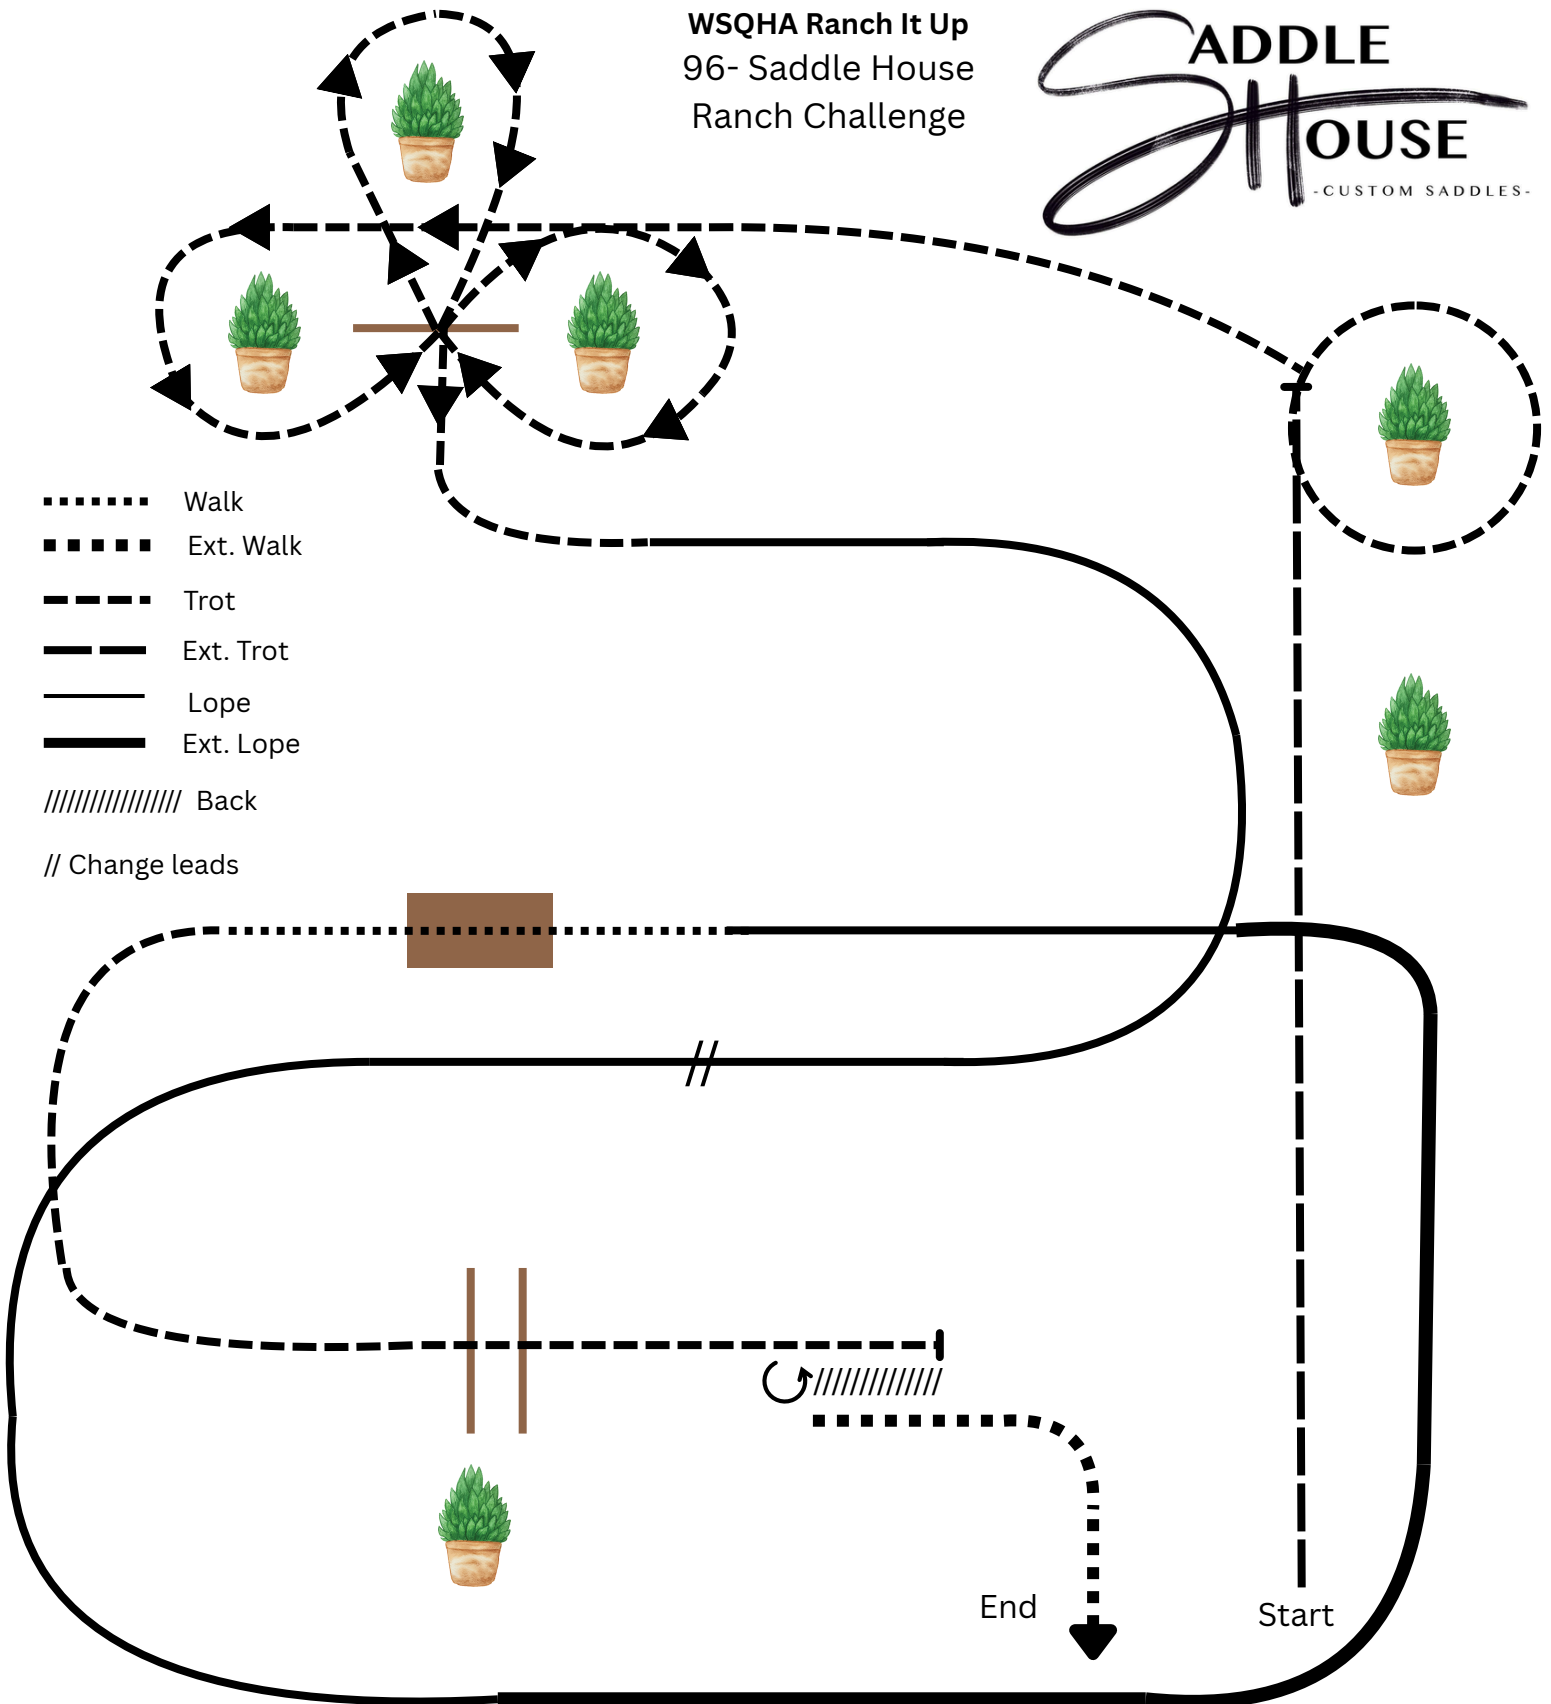 WSQHA Ranch It Up
96- Saddle House
Ranch Challenge
SADDLE
HOUSE
-CUSTOM SADDLES-
Walk
Ext. Walk
Trot
Ext. Trot
Lope
Ext. Lope
////////////////// Back
// Change leads
//
//////////////
End
Start